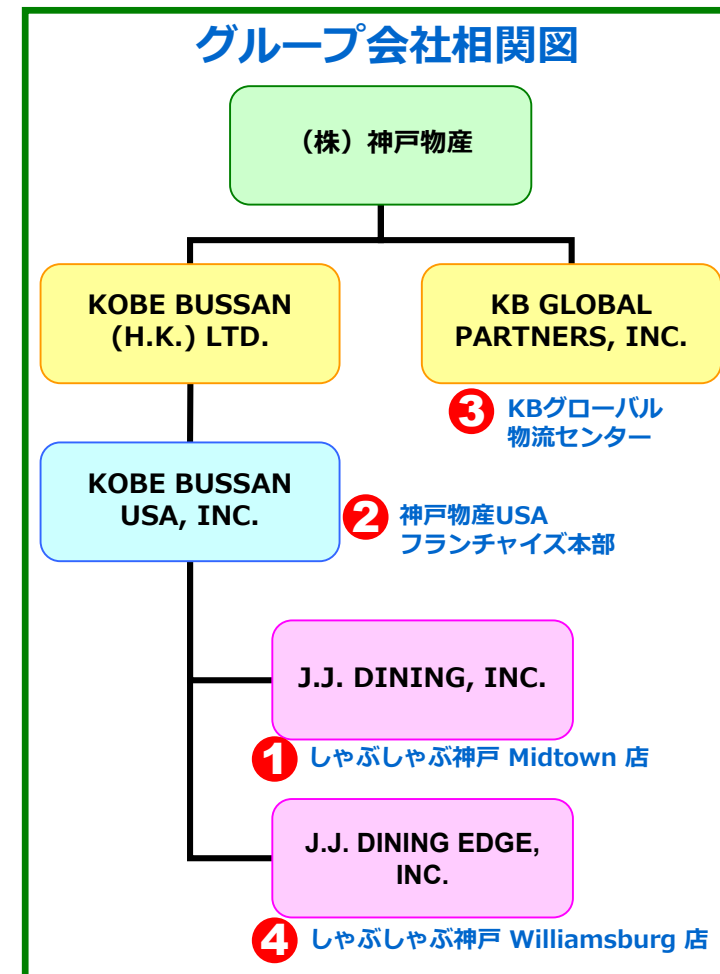 グループ会社相関図
（株）神戸物産
KOBE BUSSAN
(H.K.) LTD.
KB GLOBAL
PARTNERS, INC.
3 KBグローバル
物流センター
KOBE BUSSAN
USA, INC.
2 神戸物産USA
フランチャイズ本部
J.J. DINING, INC.
1 しゃぶしゃぶ神戸 Midtown 店
J.J. DINING EDGE,
INC.
4 しゃぶしゃぶ神戸 Williamsburg 店